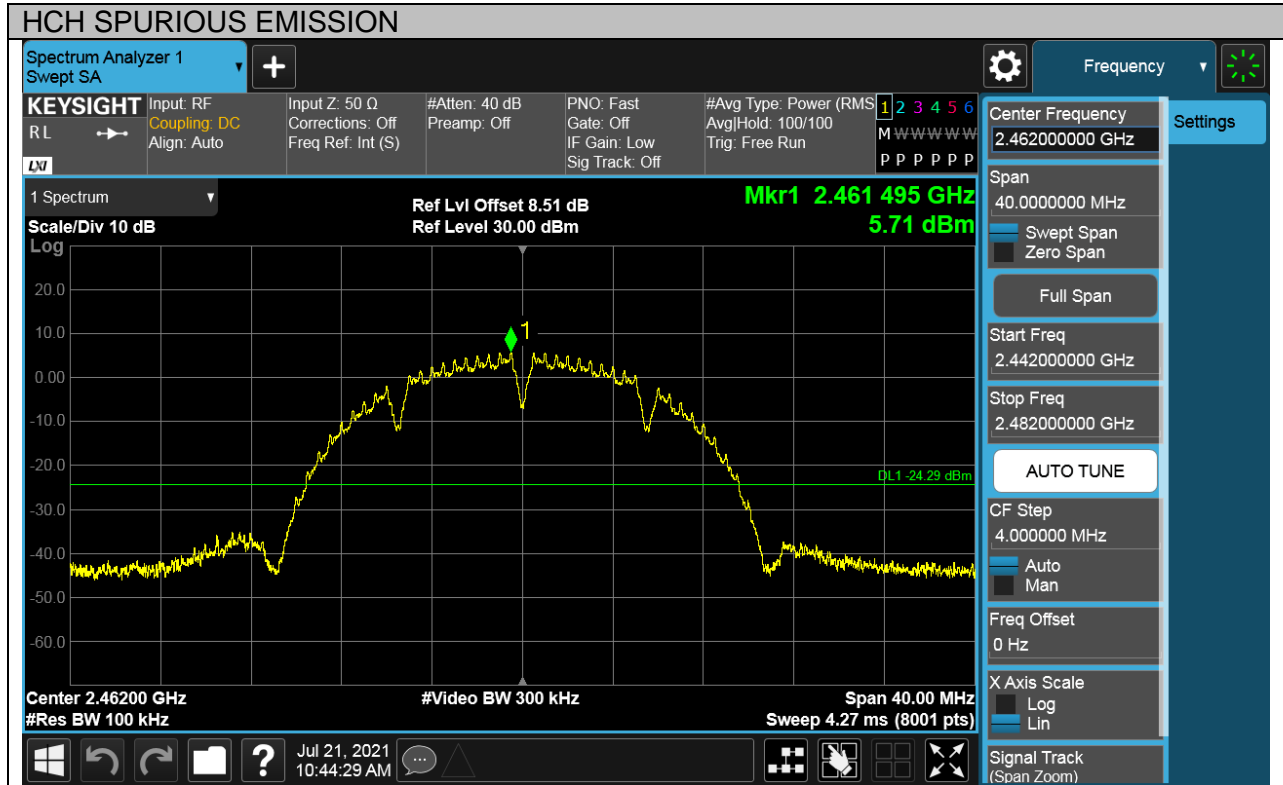 HCH SPURIOUS EMISSION
Spectrum Analyzer 1
Swept SA
Frequency
KEYSIGHT
Input: RF
Input Z: 50 Ω
#Atten: 40 dB
PNO: Fast
#Avg Type: Power (RMS
1 2 3 4 5 6
R L
Coupling: DC
Corrections: Off
Preamp: Off
Gate: Off
Avg|Hold: 100/100
M W W W W W
Align: Auto
Freq Ref: Int (S)
IF Gain: Low
Trig: Free Run
LXI
Sig Track: Off
P P P P P P
Center Frequency
2.462000000 GHz
Settings
1 Spectrum
Ref Lvl Offset 8.51 dB
Mkr1 2.461 495 GHz
Scale/Div 10 dB
Ref Level 30.00 dBm
5.71 dBm
Span
40.0000000 MHz
Swept Span
Zero Span
Log
Full Span
20.0
10.0
1
Start Freq
2.442000000 GHz
0.00
Stop Freq
2.482000000 GHz
-10.0
-20.0
AUTO TUNE
DL1 -24.29 dBm
-30.0
CF Step
4.000000 MHz
-40.0
Auto
Man
-50.0
Freq Offset
0 Hz
-60.0
X Axis Scale
Log
Lin
Center 2.46200 GHz
#Video BW 300 kHz
Span 40.00 MHz
#Res BW 100 kHz
Sweep 4.27 ms (8001 pts)
?
Jul 21, 2021
10:44:29 AM
Signal Track
(Span Zoom)